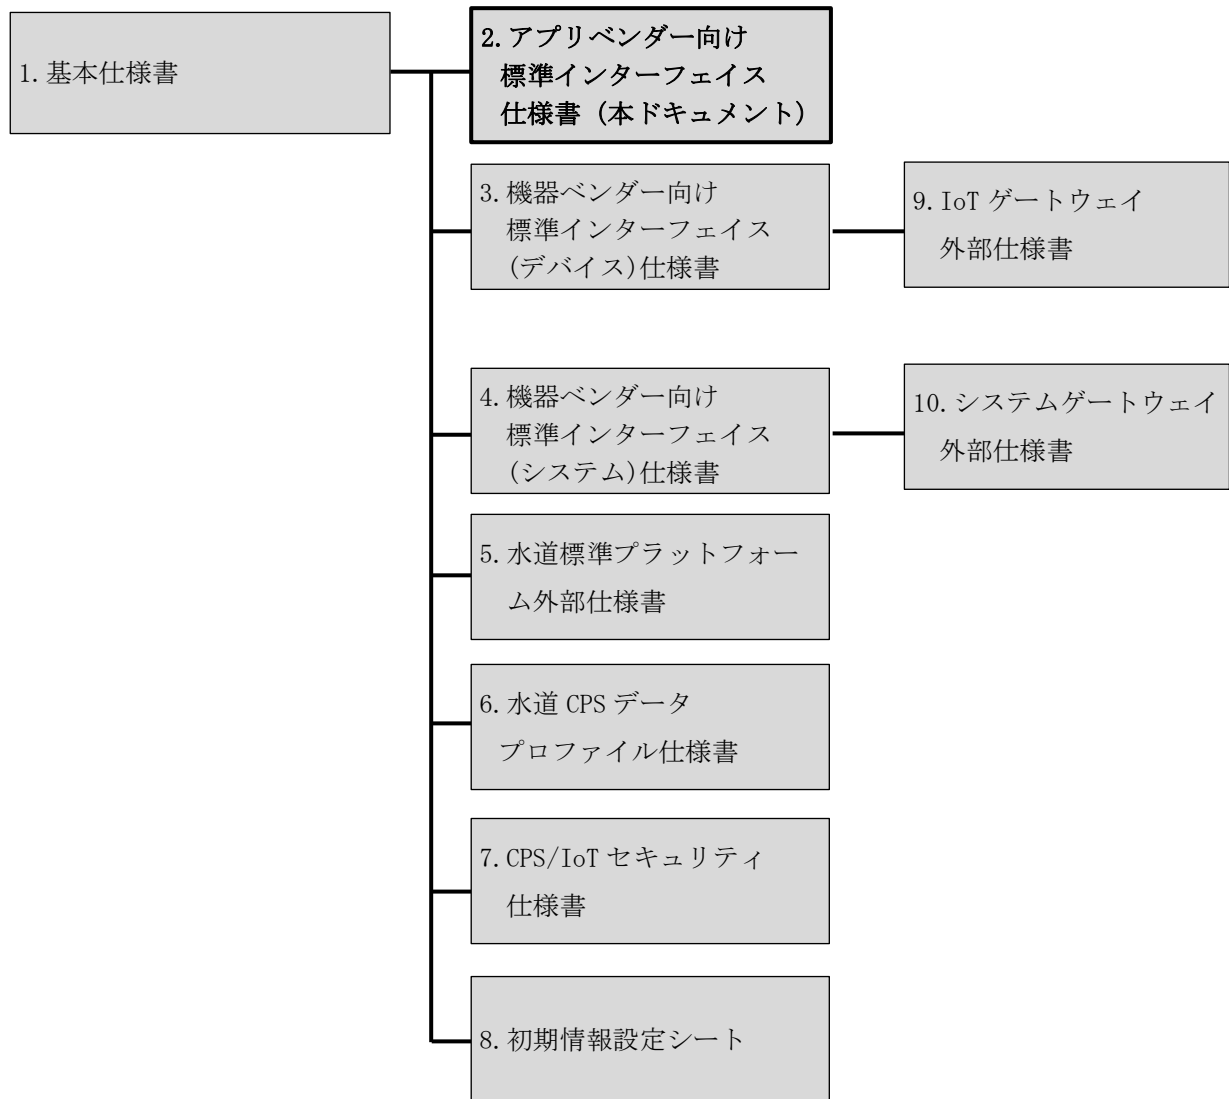 1.基本仕様書
2.アプリベンダー向け
標準インターフェイス
仕様書（本ドキュメント）
3.機器ベンダー向け
標準インターフェイス
(デバイス)仕様書
9.IoT ゲートウェイ
外部仕様書
4.機器ベンダー向け
標準インターフェイス
(システム)仕様書
10.システムゲートウェイ
外部仕様書
5.水道標準プラットフォー
ム外部仕様書
6.水道 CPS データ
プロファイル仕様書
7.CPS/IoT セキュリティ
仕様書
8.初期情報設定シート